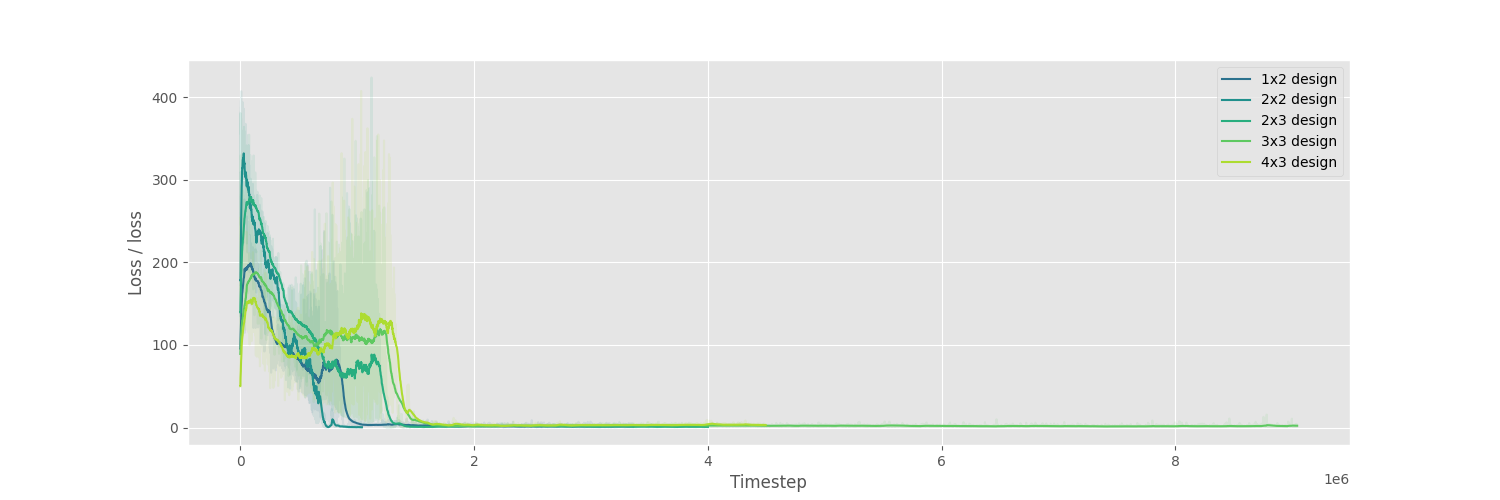 400
300
200
100
0
Loss / loss
0
2
4
6
8
1e6
Timestep
1x2 design
2x2 design
2x3 design
3x3 design
4x3 design